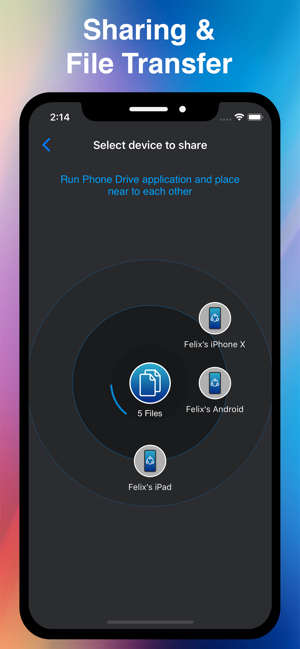 Sharing &
File Transfer
2:14
Select device to share
Run Phone Drive application and place
near to each other
Felix's iPhone X
Felix's Android
5 Files
Felix's iPad